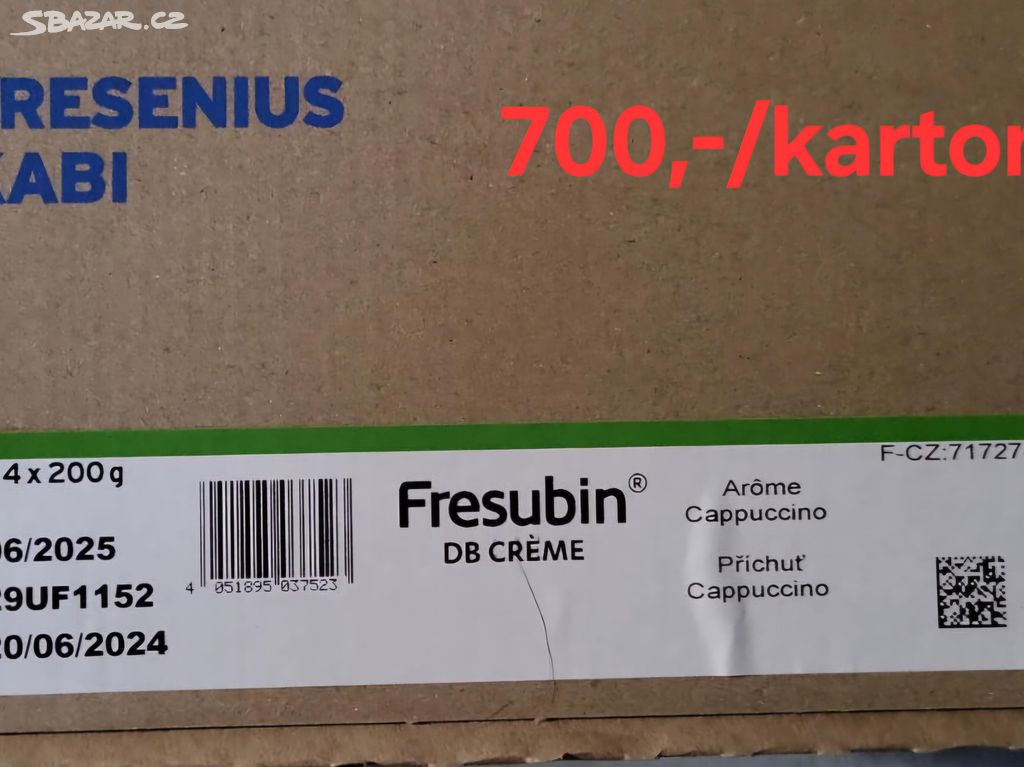 SBAZAR.CZ
RESENIUS
KABI
700,-/karton
4 x 200 g
F-CZ:71727
06/2025
29UF1152
20/06/2024
4 051895 037523
Fresubin®
DB CRÈME
Arôme
Cappuccino
Příchuť
Cappuccino